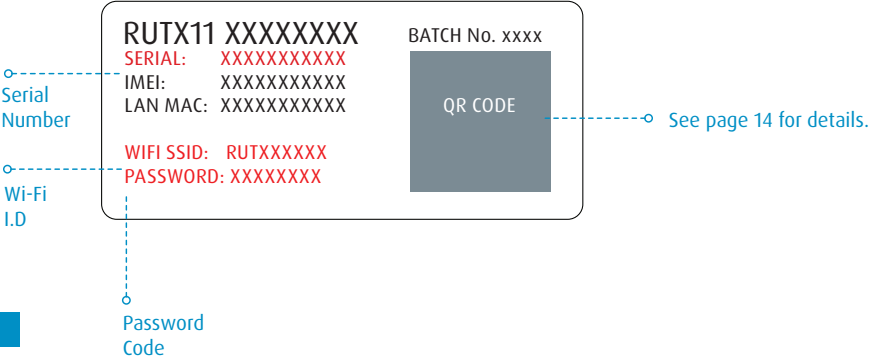 RUTX11 XXXXXXXX
BATCH No. xxxx
SERIAL: XXXXXXXXXXX
IMEI: XXXXXXXXXXX
LAN MAC: XXXXXXXXXXX
QR CODE
WIFI SSID: RUTXXXXXX
PASSWORD: XXXXXXXX
Serial
Number
See page 14 for details.
Wi-Fi
I.D
Password
Code